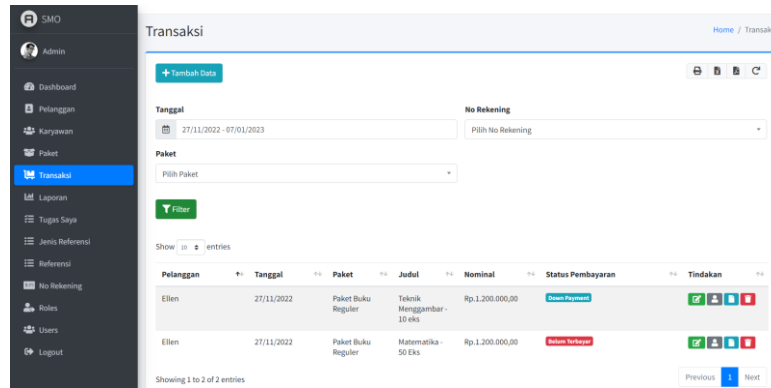 SMO
Admin
Dashboard
Pelanggan
Karyawan
Paket
Transaksi
Laporan
Tugas Saya
Jenis Referensi
Referensi
No Rekening
Roles
Users
Logout
Transaksi
Home / Transak
+ Tambah Data
Tanggal No Rekening
27/11/2022 - 07/01/2023 Pilih No Rekening
Paket
Pilih Paket
Filter
Show 10 entries
Pelanggan Tanggal Paket Judul Nominal Status Pembayaran Tindakan
Ellen 27/11/2022 Paket Buku Teknik Rp.1.200.000,00 Down Payment
Reguler Menggambar -
10 eks
Ellen 27/11/2022 Paket Buku Matematika - Rp.1.200.000,00 Belum Terbayar
Reguler 50 Eks
Showing 1 to 2 of 2 entries Previous 1 Next